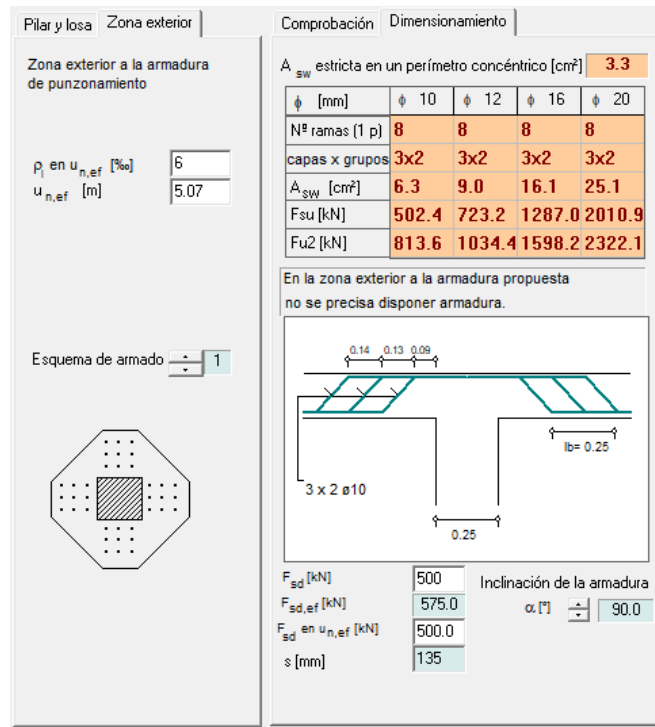 Pilar y losa Zona exterior
Zona exterior a la armadura
de punzonamiento
ρl en un,ef [‰] 6
un,ef [m] 5.07
Esquema de armado 1
Comprobación Dimensionamiento
Asw estricta en un perímetro concéntrico [cm²] 3.3
ϕ [mm] ϕ 10 ϕ 12 ϕ 16 ϕ 20
Nº ramas (1 p) 8 8 8 8
capas x grupos 3x2 3x2 3x2 3x2
ASW [cm²] 6.3 9.0 16.1 25.1
Fsu [kN] 502.4 723.2 1287.0 2010.9
Fu2 [kN] 813.6 1034.4 1598.2 2322.1
En la zona exterior a la armadura propuesta
no se precisa disponer armadura.
0.14 0.13 0.09
lb= 0.25
3 x 2 ø10
0.25
Fsd [kN] 500
Fsd,ef [kN] 575.0
Fsd en un,ef [kN] 500.0
s [mm] 135
Inclinación de la armadura
α [°] 90.0